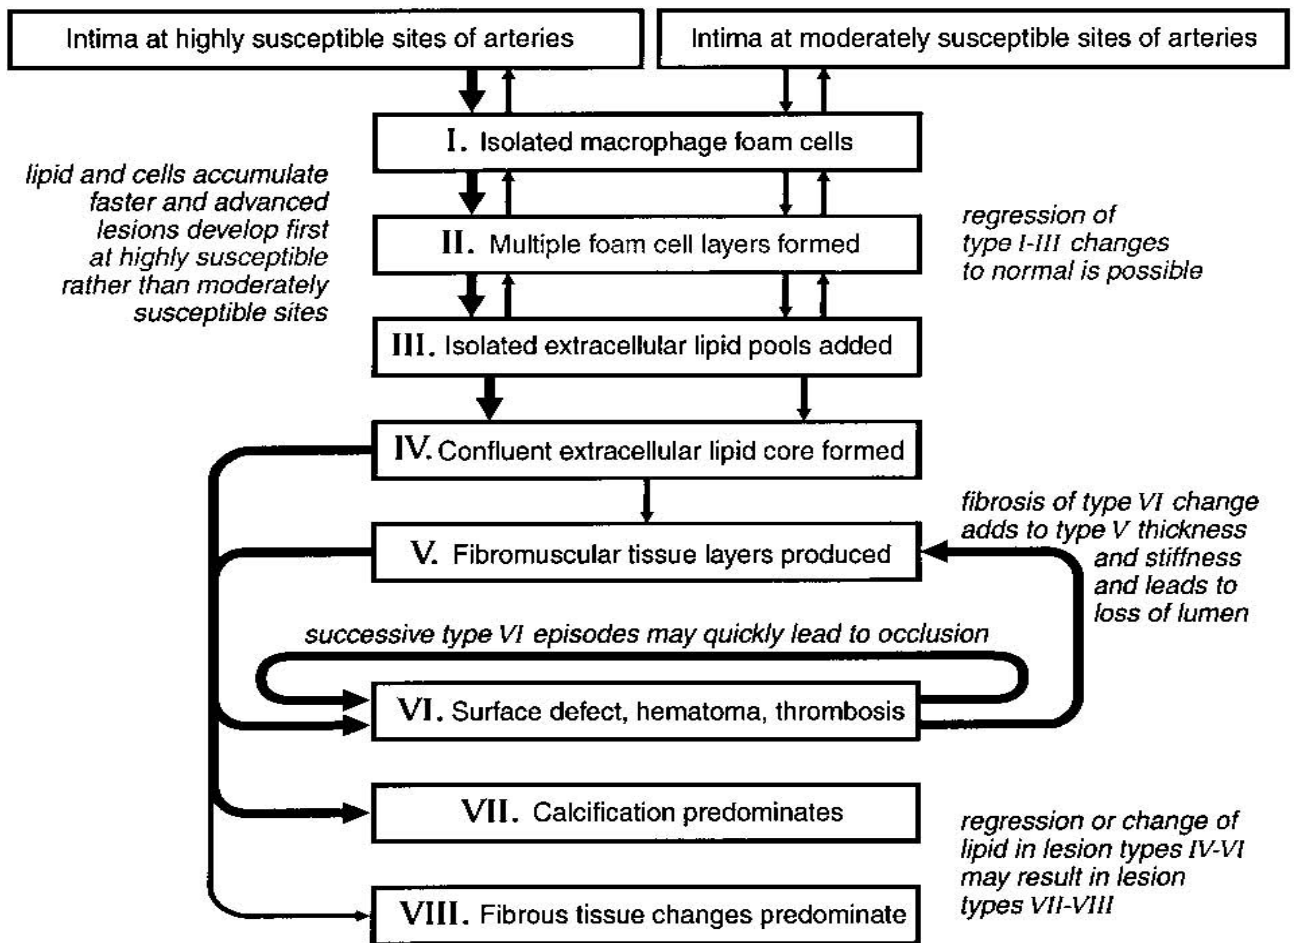 Intima at highly susceptible sites of arteries
Intima at moderately susceptible sites of arteries
I. Isolated macrophage foam cells
lipid and cells accumulate
faster and advanced
lesions develop first
at highly susceptible
rather than moderately
susceptible sites
II. Multiple foam cell layers formed
regression of
type I-III changes
to normal is possible
III. Isolated extracellular lipid pools added
IV. Confluent extracellular lipid core formed
V. Fibromuscular tissue layers produced
fibrosis of type VI change
adds to type V thickness
and stiffness
and leads to
loss of lumen
successive type VI episodes may quickly lead to occlusion
VI. Surface defect, hematoma, thrombosis
VII. Calcification predominates
regression or change of
lipid in lesion types IV-VI
may result in lesion
types VII-VIII
VIII. Fibrous tissue changes predominate